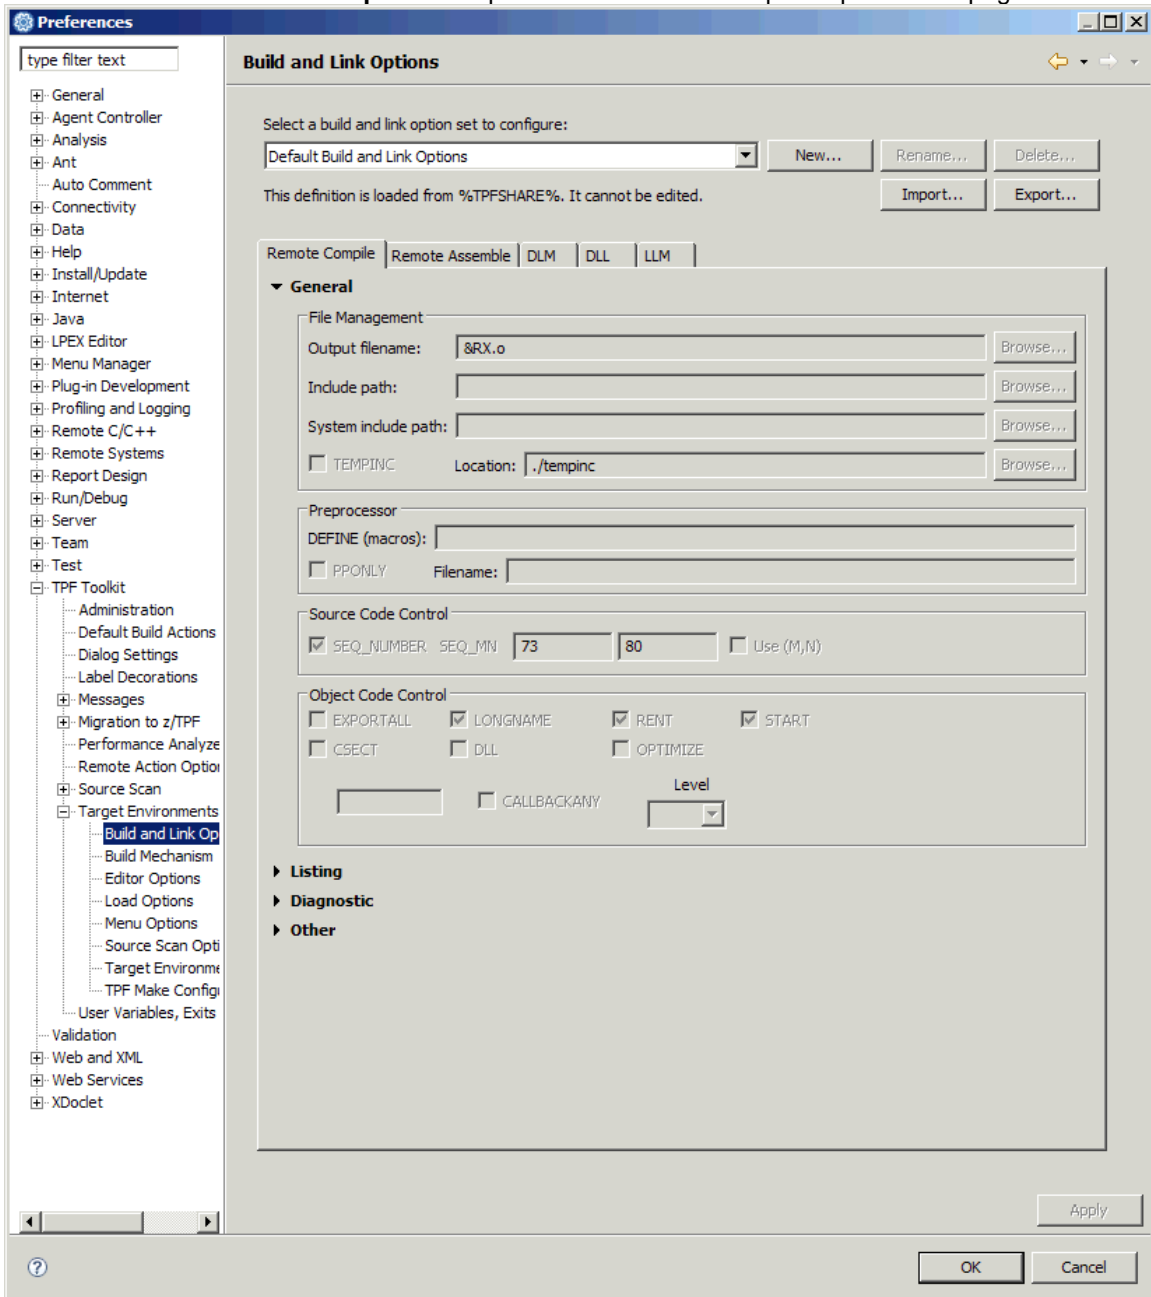 Preferences
type filter text
General
Agent Controller
Analysis
Ant
Auto Comment
Connectivity
Data
Help
Install/Update
Internet
Java
LPEX Editor
Menu Manager
Plug-in Development
Profiling and Logging
Remote C/C++
Remote Systems
Report Design
Run/Debug
Server
Team
Test
TPF Toolkit
Administration
Default Build Actions
Dialog Settings
Label Decorations
Messages
Migration to z/TPF
Performance Analyze
Remote Action Option
Source Scan
Target Environments
Build and Link Op
Build Mechanism
Editor Options
Load Options
Menu Options
Source Scan Opti
Target Environme
TPF Make Config
User Variables, Exits
Validation
Web and XML
Web Services
XDoclet
Build and Link Options
Select a build and link option set to configure:
Default Build and Link Options New... Rename... Delete...
This definition is loaded from %TPFSHARE%. It cannot be edited. Import... Export...
Remote Compile Remote Assemble DLM DLL LLM
General
File Management
Output filename: &RX.o Browse...
Include path: Browse...
System include path: Browse...
TEMPINC Location: ./tempinc Browse...
Preprocessor
DEFINE (macros):
PPONLY Filename:
Source Code Control
SEQ_NUMBER SEQ_MN 73 80 Use (M,N)
Object Code Control
EXPORTALL LONGNAME RENT START
CSECT DLL OPTIMIZE
Level
CALLBACKANY
Listing
Diagnostic
Other
Apply
OK Cancel